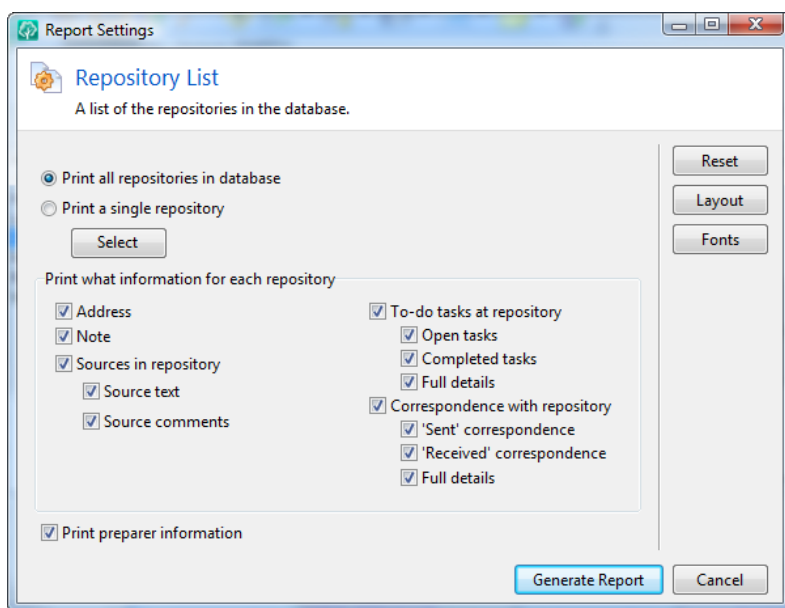 Report Settings
Repository List
A list of the repositories in the database.
Print all repositories in database
Print a single repository
Select
Print what information for each repository
Address
Note
Sources in repository
Source text
Source comments
To-do tasks at repository
Open tasks
Completed tasks
Full details
Correspondence with repository
'Sent' correspondence
'Received' correspondence
Full details
Print preparer information
Reset
Layout
Fonts
Generate Report
Cancel